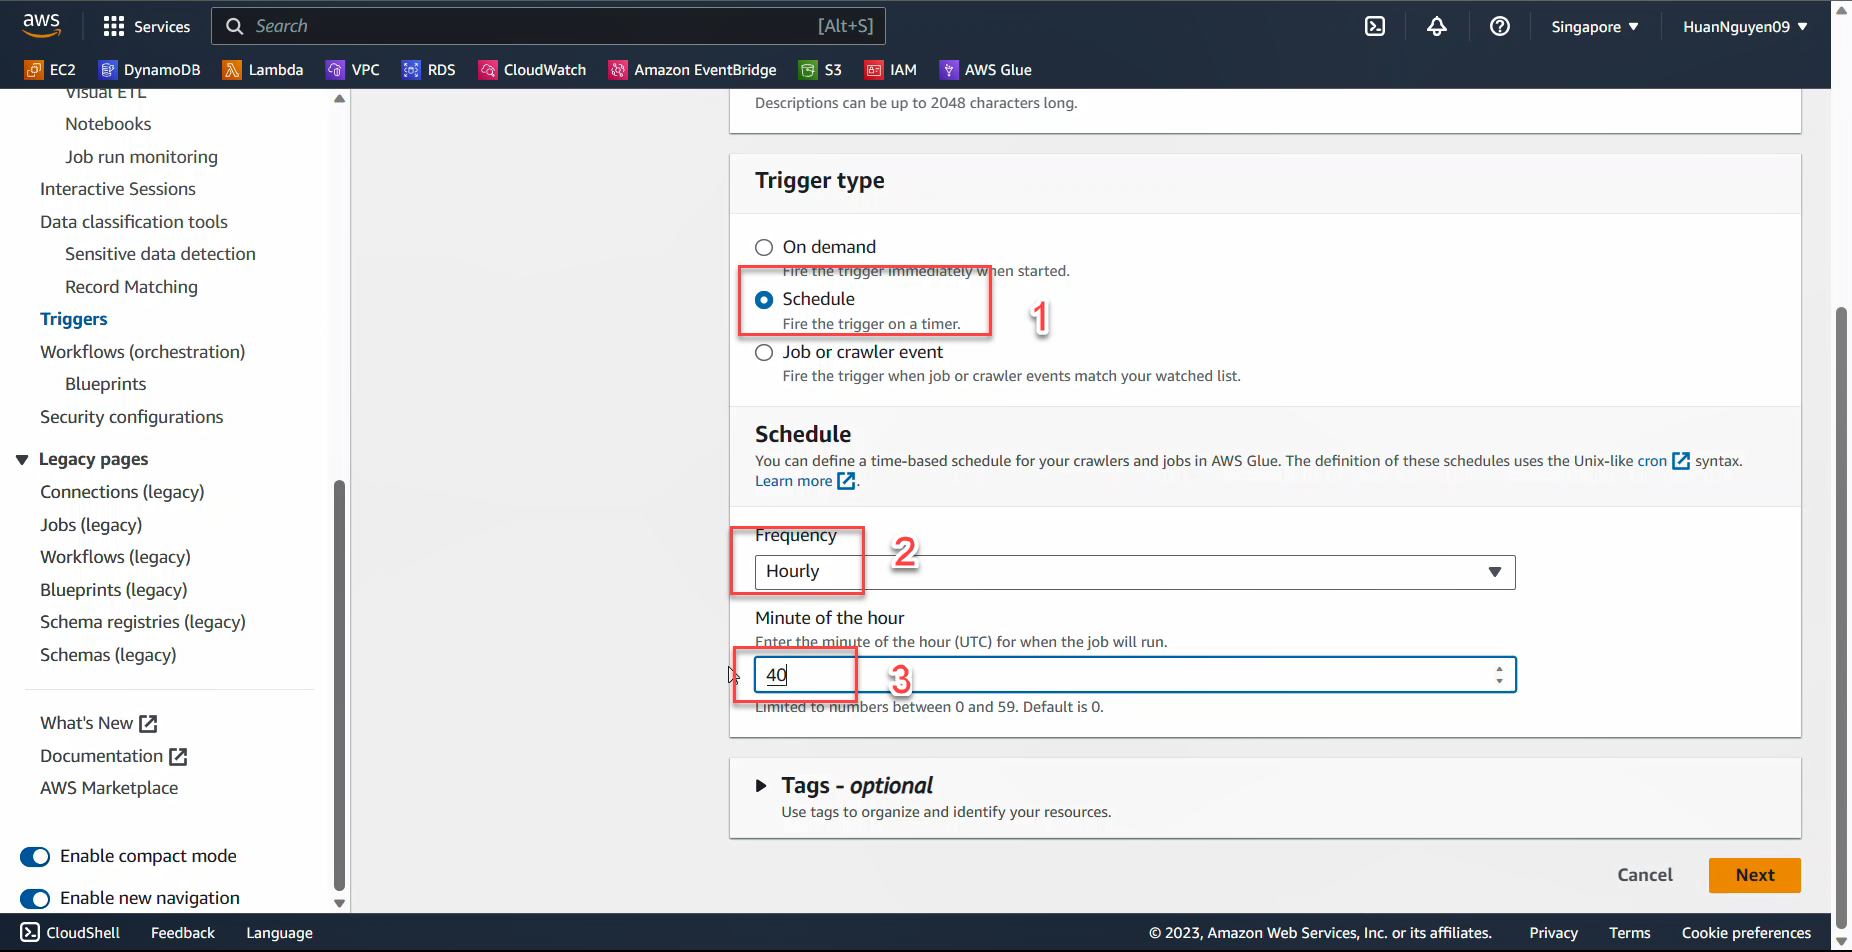 aws
Services
Search
[Alt+S]
Singapore
HuanNguyen09
EC2
DynamoDB
Lambda
VPC
RDS
CloudWatch
Amazon EventBridge
S3
IAM
AWS Glue
Visual ETL
Notebooks
Job run monitoring
Interactive Sessions
Data classification tools
Sensitive data detection
Record Matching
Triggers
Workflows (orchestration)
Blueprints
Security configurations
Legacy pages
Connections (legacy)
Jobs (legacy)
Workflows (legacy)
Blueprints (legacy)
Schema registries (legacy)
Schemas (legacy)
What's New
Documentation
AWS Marketplace
Enable compact mode
Enable new navigation
Descriptions can be up to 2048 characters long.
Trigger type
On demand
Fire the trigger immediately when started.
Schedule
Fire the trigger on a timer.
1
Job or crawler event
Fire the trigger when job or crawler events match your watched list.
Schedule
You can define a time-based schedule for your crawlers and jobs in AWS Glue. The definition of these schedules uses the Unix-like cron syntax.
Learn more .
Frequency
2
Hourly
Minute of the hour
Enter the minute of the hour (UTC) for when the job will run.
40
3
Limited to numbers between 0 and 59. Default is 0.
Tags - optional
Use tags to organize and identify your resources.
Cancel
Next
CloudShell
Feedback
Language
© 2023, Amazon Web Services, Inc. or its affiliates.
Privacy
Terms
Cookie preferences